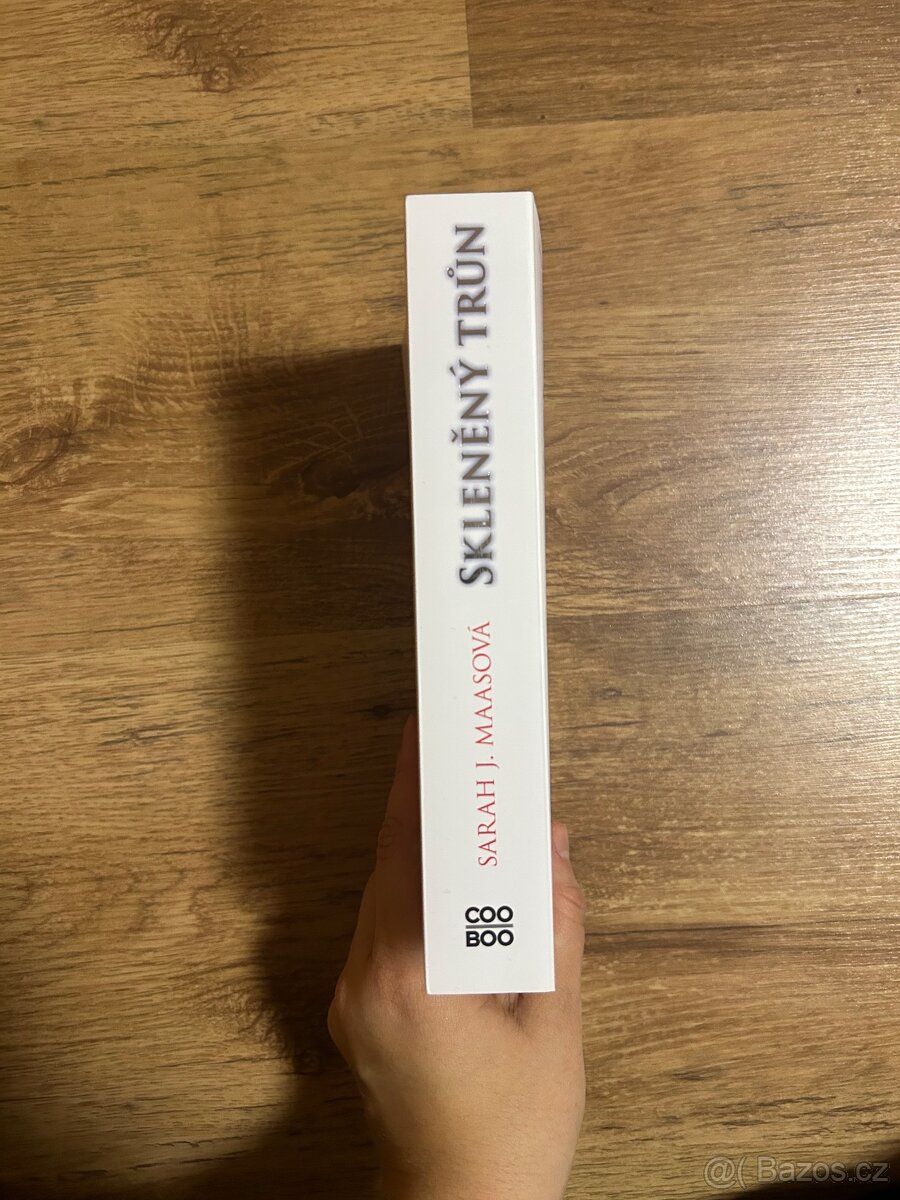 SKLENĚNÝ TRŮN
SARAH J. MAASOVÁ
COO
BOO
@( Bazos.cz